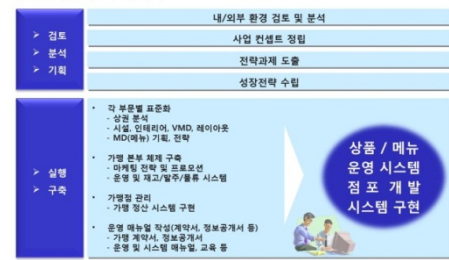 검토
분석
기획
내/외부 환경 검토 및 분석
사업 컨셉트 정립
전략과제 도출
성장전략 수립
실행
구축
각 부문별 표준화
- 상권 분석
- 시설, 인테리어, VMD, 레이아웃
- MD(메뉴) 기획, 전략
가맹 본부 체제 구축
- 마케팅 전략 및 프로모션
- 운영 및 재고/발주/물류 시스템
가맹점 관리
- 가맹 정산 시스템 구현
운영 매뉴얼 작성(계약서, 정보공개서 등)
- 가맹 계약서, 정보공개서
- 운영 및 시스템 매뉴얼, 교육 등
상품 / 메뉴
운영 시스템
점포 개발
시스템 구현